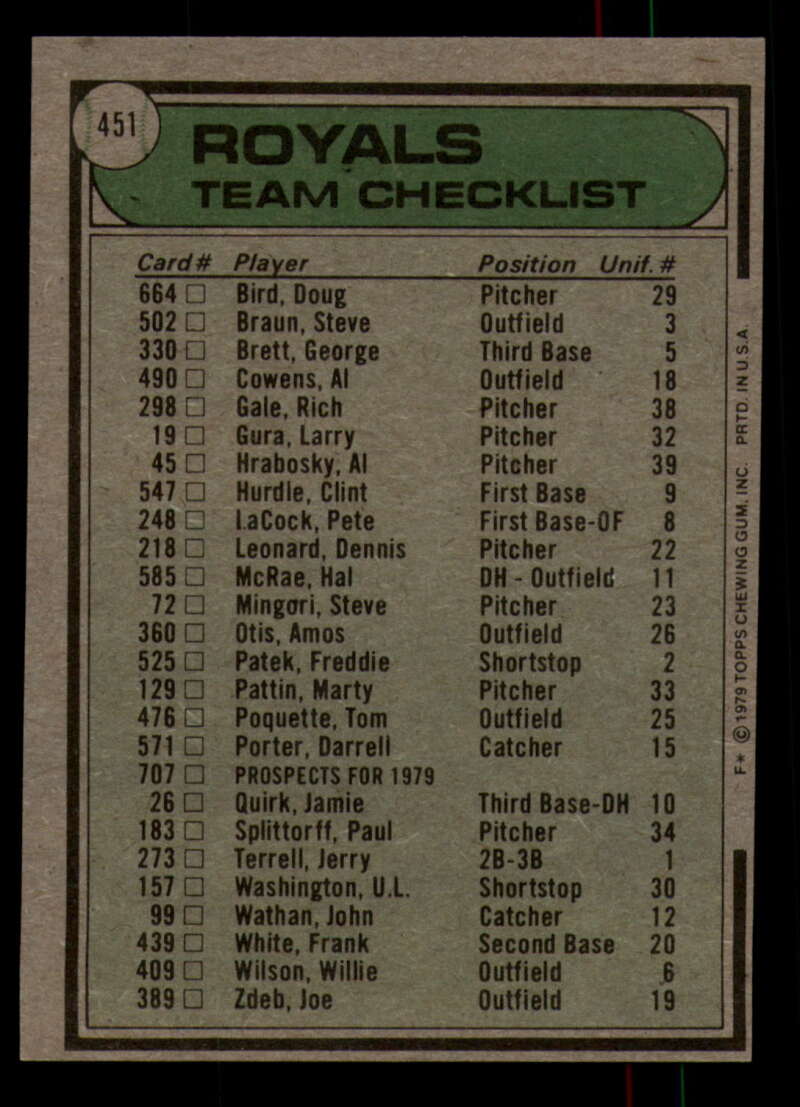 451
ROYALS
TEAM CHECKLIST
Card# Player Position Unif. #
664 Bird, Doug Pitcher 29
502 Braun, Steve Outfield 3
330 Brett, George Third Base 5
490 Cowens, Al Outfield 18
298 Gale, Rich Pitcher 38
19 Gura, Larry Pitcher 32
45 Hrabosky, Al Pitcher 39
547 Hurdle, Clint First Base 9
248 LaCock, Pete First Base-OF 8
218 Leonard, Dennis Pitcher 22
585 McRae, Hal DH - Outfield 11
72 Mingori, Steve Pitcher 23
360 Otis, Amos Outfield 26
525 Patek, Freddie Shortstop 2
129 Pattin, Marty Pitcher 33
476 Poquette, Tom Outfield 25
571 Porter, Darrell Catcher 15
707 PROSPECTS FOR 1979
26 Quirk, Jamie Third Base-DH 10
183 Splittorff, Paul Pitcher 34
273 Terrell, Jerry 2B-3B 1
157 Washington, U.L. Shortstop 30
99 Wathan, John Catcher 12
439 White, Frank Second Base 20
409 Wilson, Willie Outfield 6
389 Zdeb, Joe Outfield 19
F* © 1979 TOPPS CHEWING GUM, INC. PRTD. IN U.S.A.